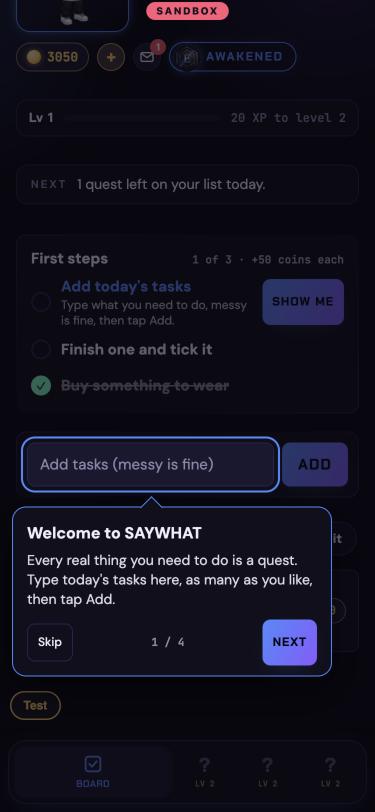 SANDBOX
3050 + 1 AWAKENED
Lv 1 20 XP to level 2
NEXT 1 quest left on your list today.
First steps 1 of 3 · +50 coins each
Add today's tasks
Type what you need to do, messy
is fine, then tap Add.
SHOW ME
Finish one and tick it
Buy something to wear
Add tasks (messy is fine) ADD
Welcome to SAYWHAT
Every real thing you need to do is a quest.
Type today's tasks here, as many as you like,
then tap Add.
Skip 1 / 4 NEXT
it
Test
? ? ?
BOARD LV 2 LV 2 LV 2